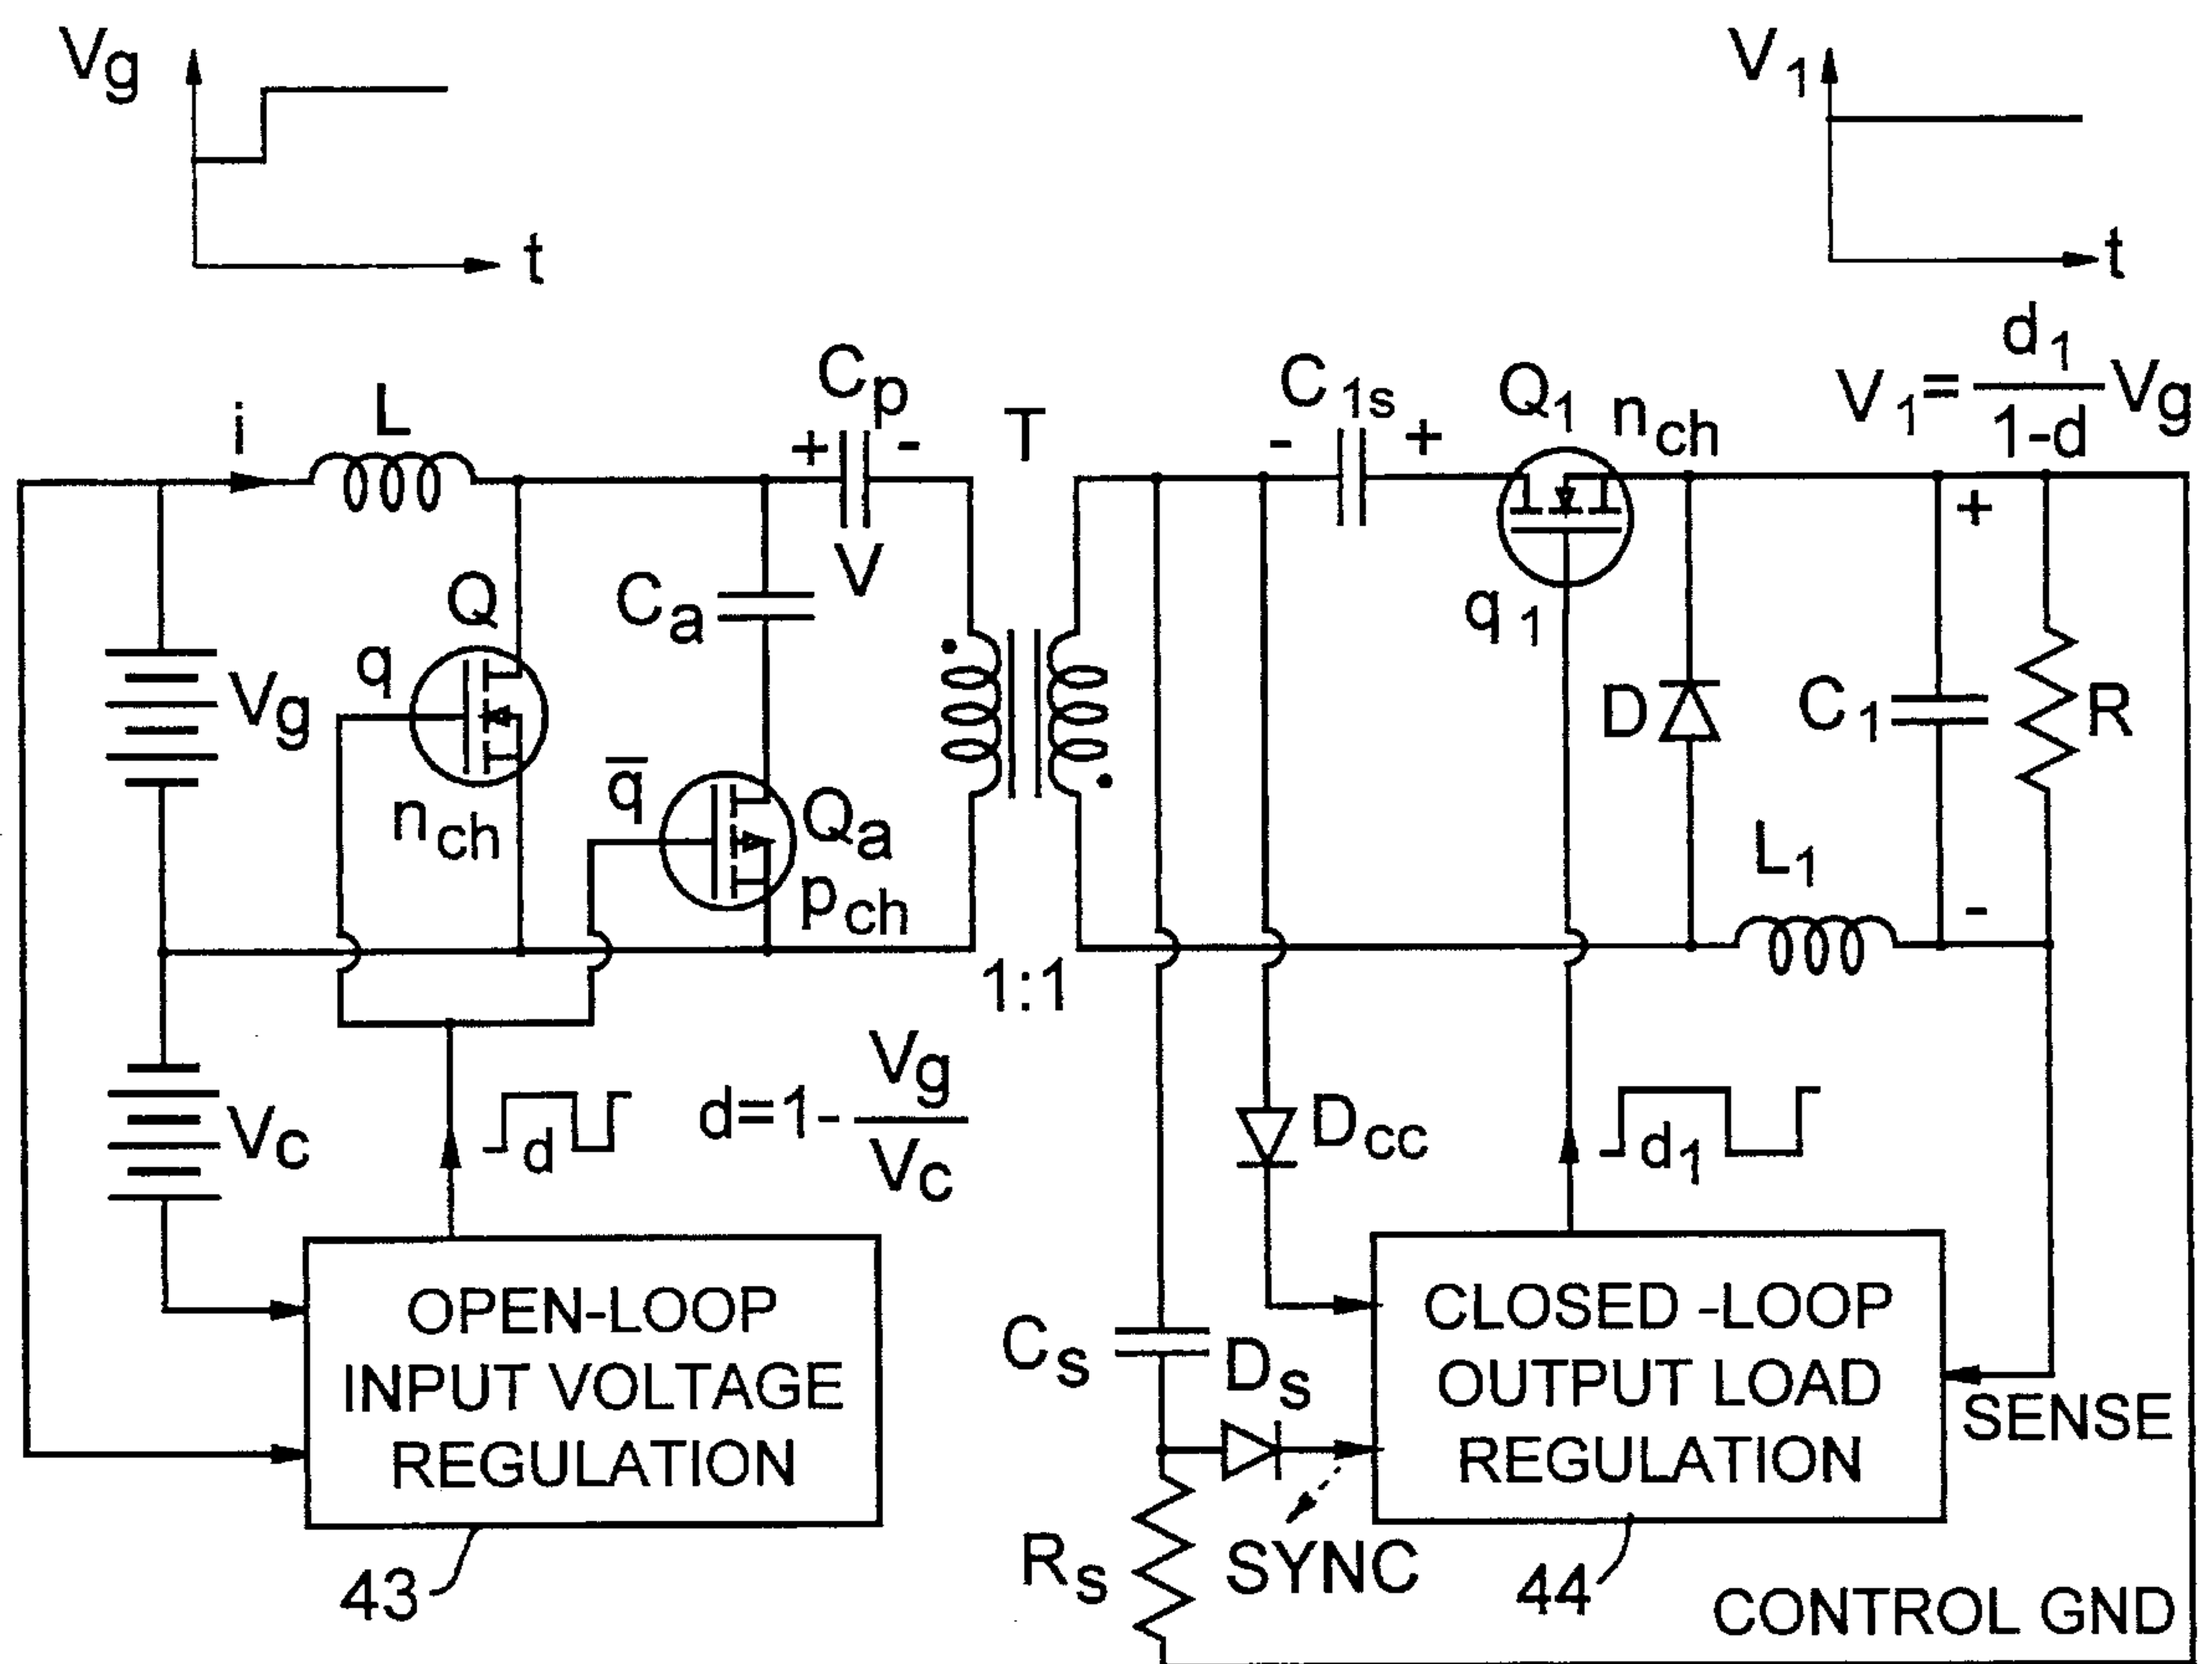 Vg
t
V1
t
i
L
Cp
+ -
V
T
C1s
- +
Q1
nch
V1 = d1/1-d Vg
q
Q
nch
Vg
Ca
q̅
Qa
pch
1:1
q1
D
C1
+
-
R
L1
Vc
d
d=1- Vg/Vc
Dcc
d1
OPEN-LOOP
INPUT VOLTAGE
REGULATION
43
Cs
Ds
Rs
SYNC
CLOSED -LOOP
OUTPUT LOAD
REGULATION
44
SENSE
CONTROL GND